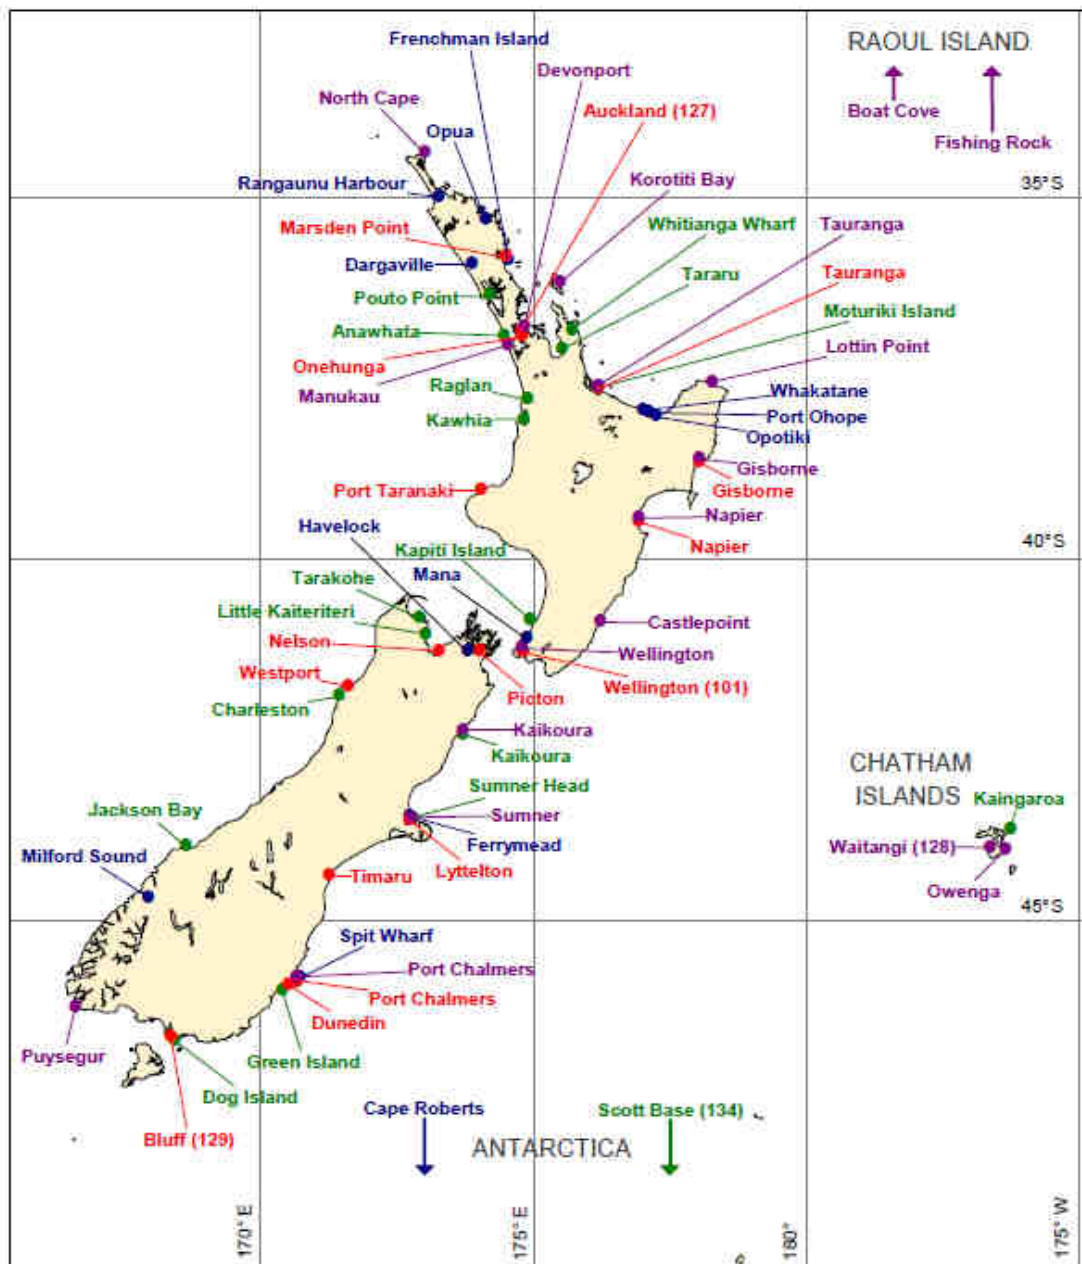 Frenchman Island
RAOUL ISLAND
Devonport
North Cape
Auckland (127)
Boat Cove
Opua
Fishing Rock
Rangaunu Harbour
Korotiti Bay
35° S
Marsden Point
Whitianga Wharf
Tauranga
Dargaville
Tararu
Tauranga
Pouto Point
Moturiki Island
Anawhata
Lottin Point
Onehunga
Manukau
Raglan
Whakatane
Kawhia
Port Ohope
Opotiki
Gisborne
Port Taranaki
Gisborne
Havelock
Napier
Kapiti Island
Napier
40° S
Mana
Tarakohe
Little Kaiteriteri
Castlepoint
Nelson
Wellington
Westport
Picton
Wellington (101)
Charleston
Kaikoura
Kaikoura
CHATHAM
ISLANDS
Sumner Head
Kaingaroa
Jackson Bay
Sumner
Ferrymead
Waitangi (128)
Milford Sound
Lyttelton
Timaru
Owenga
45° S
Spit Wharf
Port Chalmers
Port Chalmers
Dunedin
Puysegur
Green Island
Dog Island
Cape Roberts
Scott Base (134)
Bluff (129)
ANTARCTICA
170° E
175° E
180°
175° W